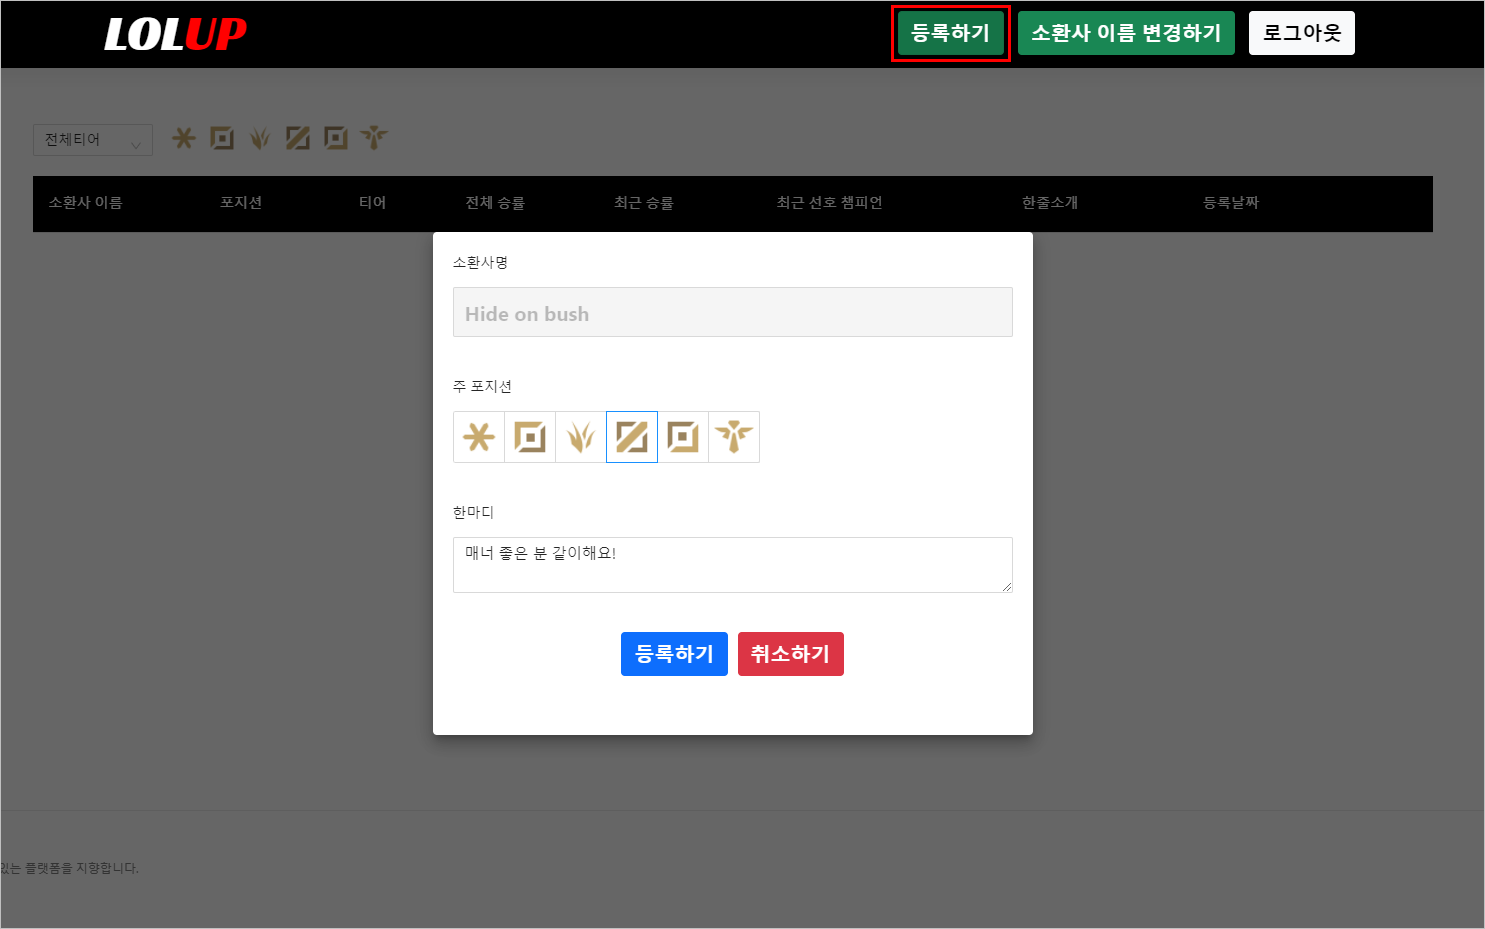 LOLUP 등록하기 소환사 이름 변경하기 로그아웃
전체티어
소환사 이름 포지션 티어 전체 승률 최근 승률 최근 선호 챔피언 한줄소개 등록날짜
소환사명
Hide on bush
주 포지션
한마디
매너 좋은 분 같이해요!
등록하기 취소하기
있는 플랫폼을 지향합니다.